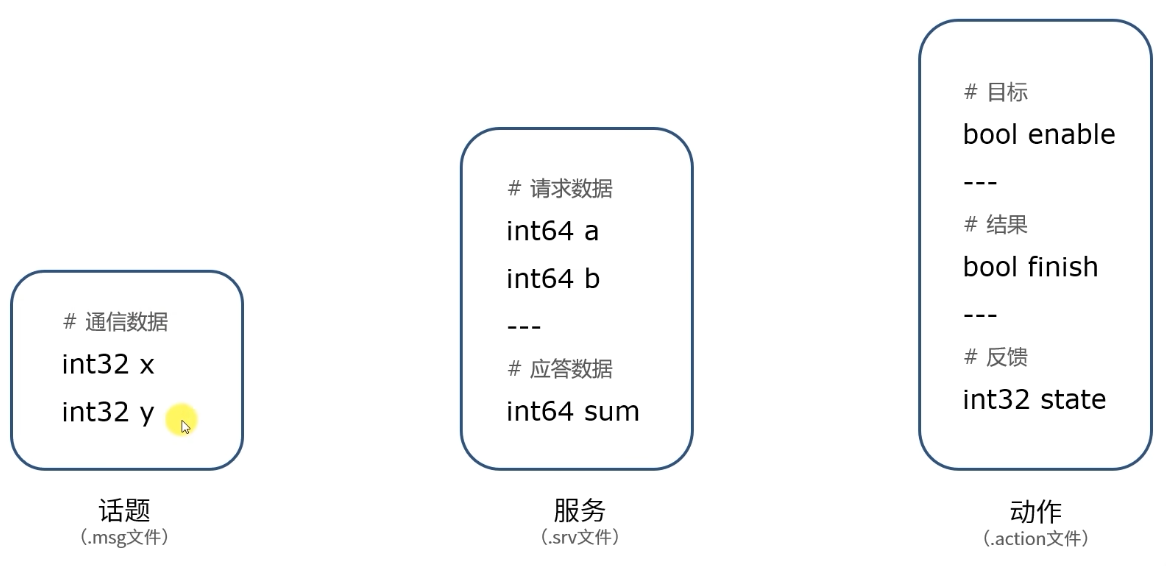 # 通信数据
int32 x
int32 y
话题
（.msg文件）
# 请求数据
int64 a
int64 b
---
# 应答数据
int64 sum
服务
（.srv文件）
# 目标
bool enable
---
# 结果
bool finish
---
# 反馈
int32 state
动作
（.action文件）